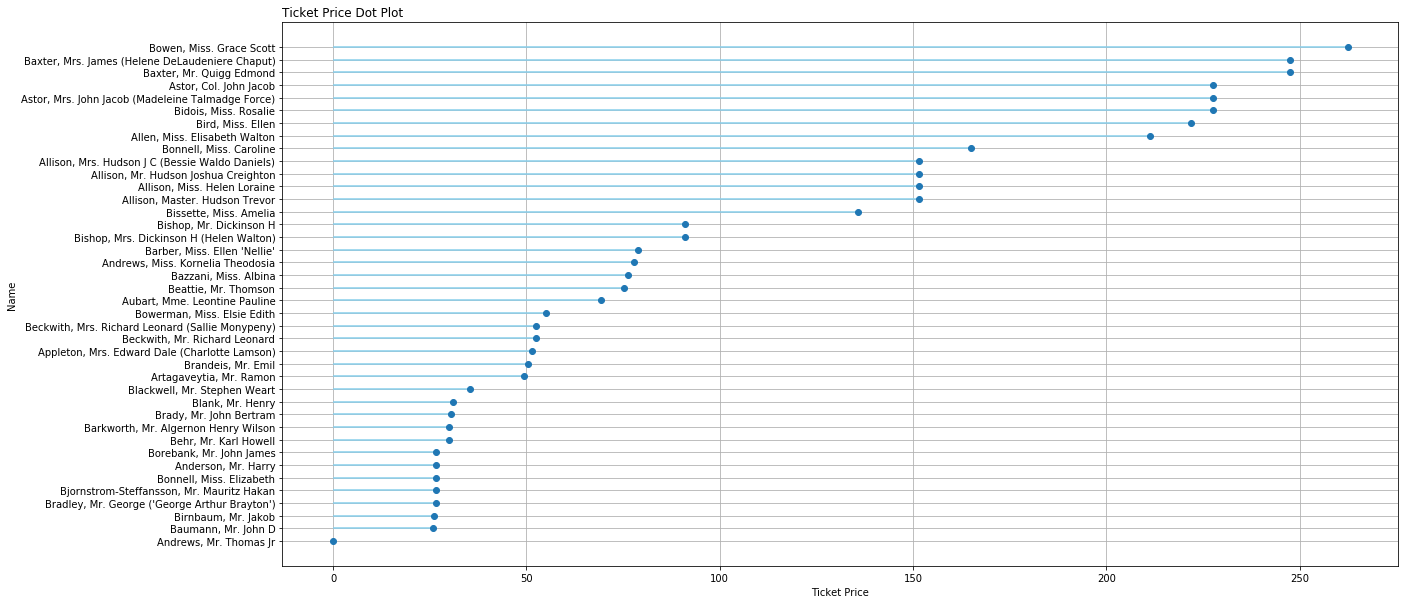 Ticket Price Dot Plot
Bowen, Miss. Grace Scott
Baxter, Mrs. James (Helene DeLaudeniere Chaput)
Baxter, Mr. Quigg Edmond
Astor, Col. John Jacob
Astor, Mrs. John Jacob (Madeleine Talmadge Force)
Bidois, Miss. Rosalie
Bird, Miss. Ellen
Allen, Miss. Elisabeth Walton
Bonnell, Miss. Caroline
Allison, Mrs. Hudson J C (Bessie Waldo Daniels)
Allison, Mr. Hudson Joshua Creighton
Allison, Miss. Helen Loraine
Allison, Master. Hudson Trevor
Bissette, Miss. Amelia
Bishop, Mr. Dickinson H
Bishop, Mrs. Dickinson H (Helen Walton)
Barber, Miss. Ellen 'Nellie'
Andrews, Miss. Kornelia Theodosia
Bazzani, Miss. Albina
Beattie, Mr. Thomson
Aubart, Mme. Leontine Pauline
Bowerman, Miss. Elsie Edith
Beckwith, Mrs. Richard Leonard (Sallie Monypeny)
Beckwith, Mr. Richard Leonard
Appleton, Mrs. Edward Dale (Charlotte Lamson)
Brandeis, Mr. Emil
Artagaveytia, Mr. Ramon
Blackwell, Mr. Stephen Weart
Blank, Mr. Henry
Brady, Mr. John Bertram
Barkworth, Mr. Algernon Henry Wilson
Behr, Mr. Karl Howell
Borebank, Mr. John James
Anderson, Mr. Harry
Bonnell, Miss. Elizabeth
Bjornstrom-Steffansson, Mr. Mauritz Hakan
Bradley, Mr. George ('George Arthur Brayton')
Birnbaum, Mr. Jakob
Baumann, Mr. John D
Andrews, Mr. Thomas Jr
Name
0 50 100 150 200 250
Ticket Price